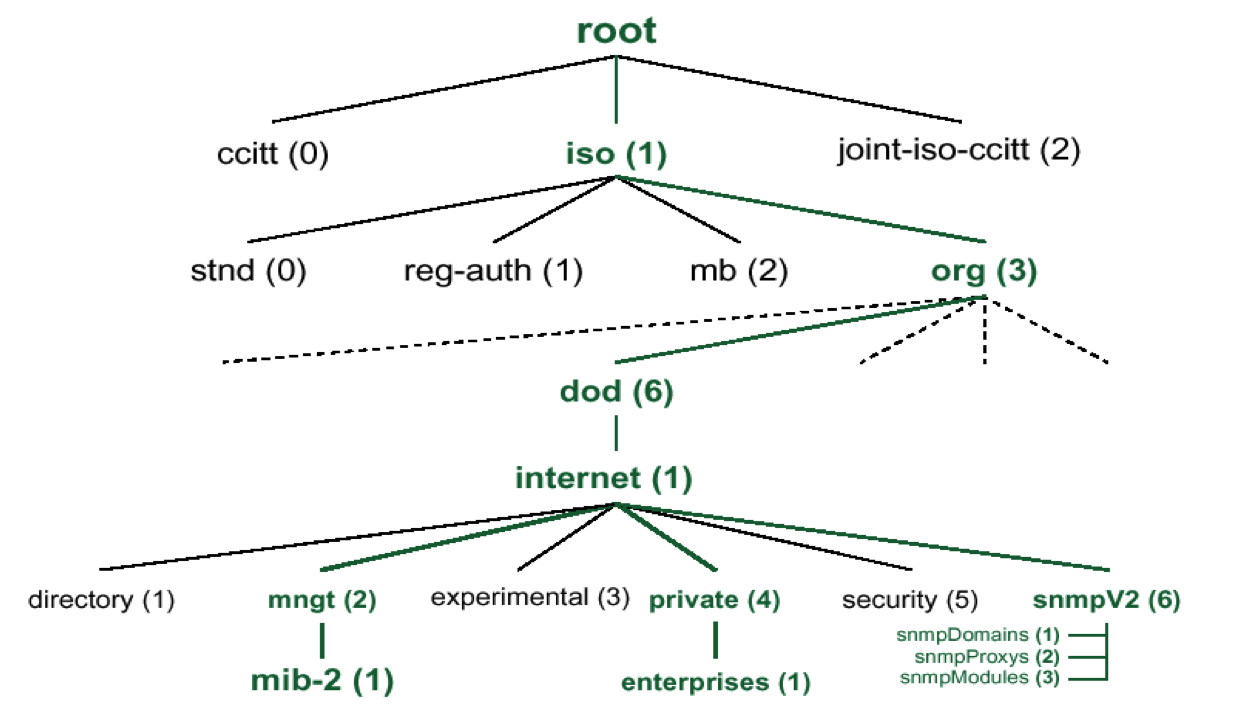 root
ccitt (0)
iso (1)
joint-iso-ccitt (2)
stnd (0)
reg-auth (1)
mb (2)
org (3)
dod (6)
internet (1)
directory (1)
mngt (2)
experimental (3)
private (4)
security (5)
snmpV2 (6)
snmpDomains (1)
snmpProxys (2)
snmpModules (3)
mib-2 (1)
enterprises (1)